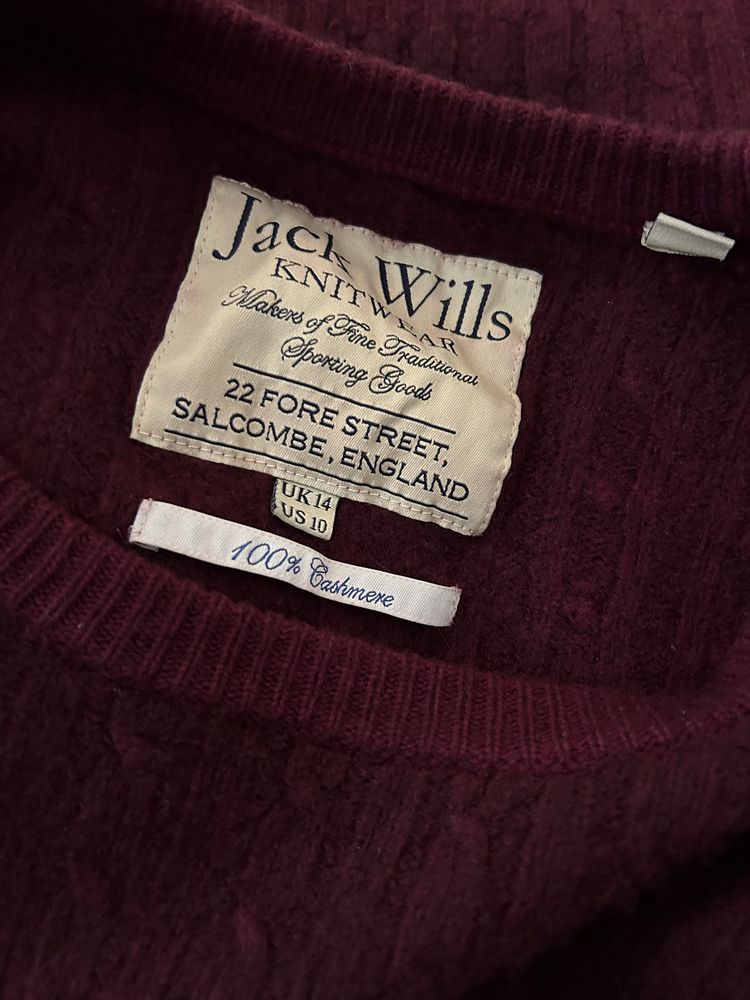 Jack Wills
KNITWEAR
Makers of Fine Traditional
Sporting Goods
22 FORE STREET,
SALCOMBE, ENGLAND
UK 14
US 10
100% Cashmere